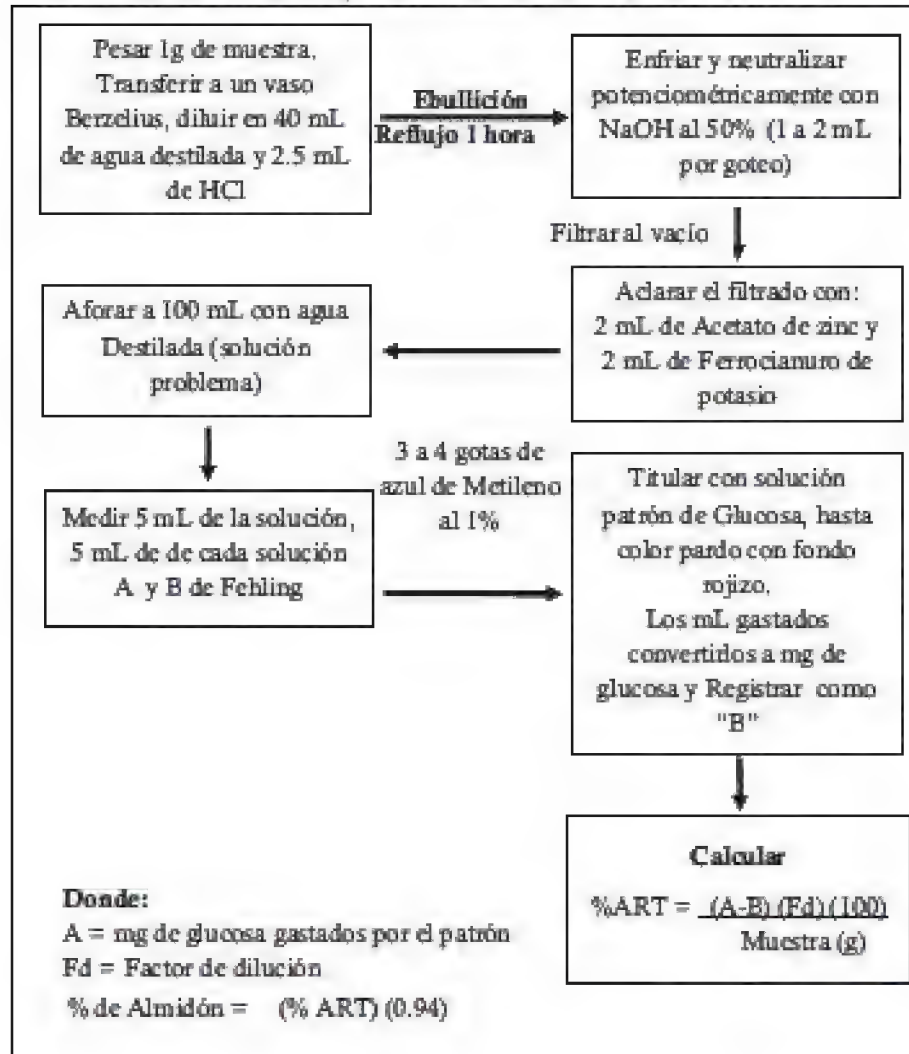 Pesar 1g de muestra,
Transferir a un vaso
Berzelius, diluir en 40 mL
de agua destilada y 2.5 mL
de HCl
Ebullición
Reflujo 1 hora
Enfriar y neutralizar
potenciométricamente con
NaOH al 50% (1 a 2 mL
por goteo)
Filtrar al vacío
Aclarar el filtrado con:
2 mL de Acetato de zinc y
2 mL de Ferrocianuro de
potasio
Aforar a 100 mL con agua
Destilada (solución
problema)
Medir 5 mL de la solución,
5 mL de de cada solución
A y B de Fehling
3 a 4 gotas de
azul de Metileno
al 1%
Titular con solución
patrón de Glucosa, hasta
color pardo con fondo
rojizo.
Los mL gastados
convertirlos a mg de
glucosa y Registrar como
"B"
Calcular
%ART = (A-B) (Fd) (100)
Muestra (g)
Donde:
A = mg de glucosa gastados por el patrón
Fd = Factor de dilución
% de Almidón = (% ART) (0.94)